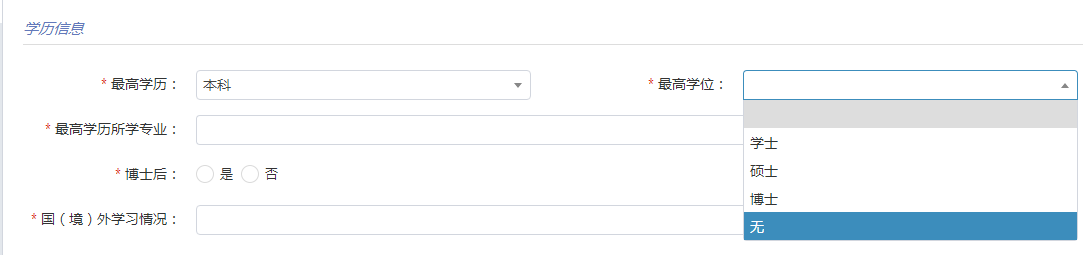 学历信息
* 最高学历： 本科 * 最高学位：
* 最高学历所学专业：
学士
硕士
* 博士后： 是 否
博士
* 国（境）外学习情况：
无